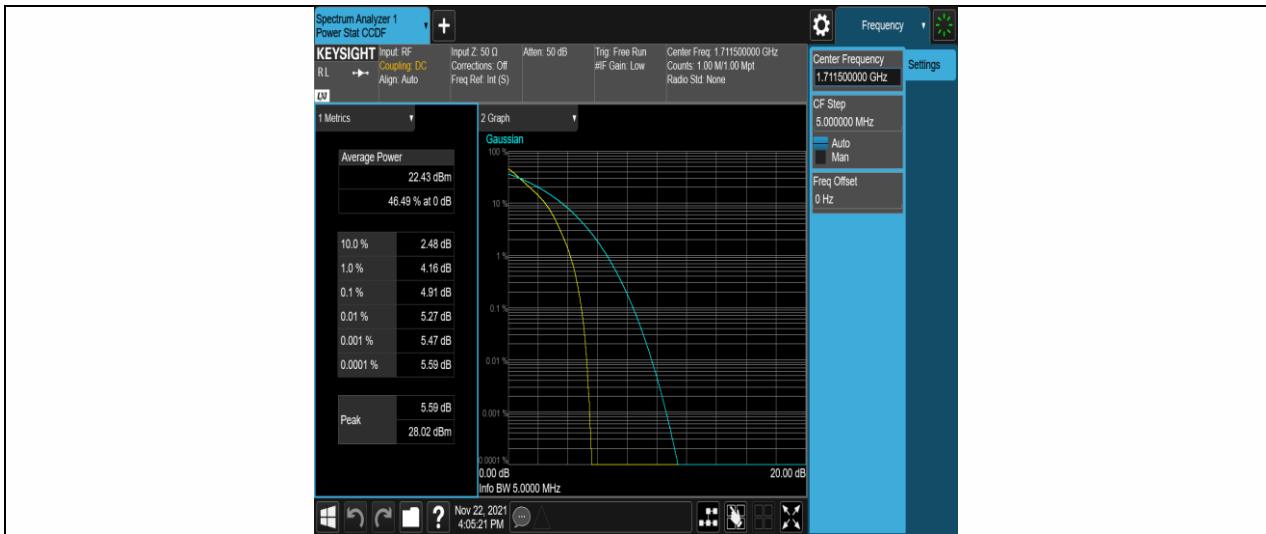 Spectrum Analyzer 1
Power Stat CCDF
Frequency
KEYSIGHT
RL
LXI
Input: RF
Coupling: DC
Align: Auto
Input Z: 50 Ω
Corrections: Off
Freq Ref: Int (S)
Atten: 50 dB
Trig: Free Run
#IF Gain: Low
Center Freq: 1.711500000 GHz
Counts: 1.00 M/1.00 Mpt
Radio Std: None
Center Frequency
1.711500000 GHz
Settings
CF Step
5.000000 MHz
Auto
Man
Freq Offset
0 Hz
1 Metrics
Average Power
22.43 dBm
46.49 % at 0 dB
10.0 % 2.48 dB
1.0 % 4.16 dB
0.1 % 4.91 dB
0.01 % 5.27 dB
0.001 % 5.47 dB
0.0001 % 5.59 dB
Peak
5.59 dB
28.02 dBm
2 Graph
Gaussian
100 %
10 %
1 %
0.1 %
0.01 %
0.001 %
0.0001 %
0.00 dB 20.00 dB
Info BW 5.0000 MHz
?
Nov 22, 2021
4:05:21 PM